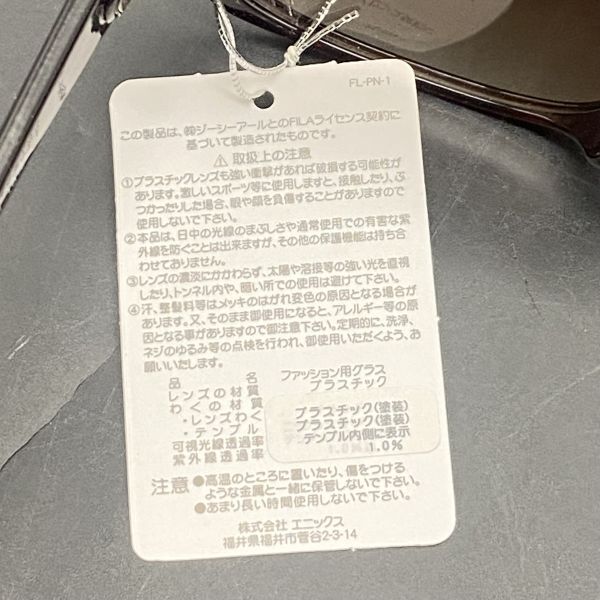 FL-PN-1
この製品は、㈱ジーシーアールとのFILAライセンス契約に
基づいて製造されたものです。
⚠ 取扱上の注意
①プラスチックレンズも強い衝撃があれば破損する可能性が
あります。激しいスポーツ等に使用しますと、接触したり、ぶ
つかったりした場合、眼や顔を負傷することがありますので
使用しないで下さい。
②本品は、日中の光線のまぶしさや通常使用での有害な紫
外線を防ぐことは出来ますが、その他の保護機能は持ち合
わせておりません。
③レンズの濃淡にかかわらず、太陽や溶接等の強い光を直視
したり、トンネル内や、暗い所での使用は避けて下さい。
④汗、整髪料等はメッキのはがれ変色の原因となる場合が
あります。又、そのまま御使用になると、アレルギー等の原
因となる事がありますので御注意下さい。定期的に、洗浄、
ネジのゆるみ等の点検を行われ、御使用いただくよう、お
願いいたします。
品名 ファッション用グラス
レンズの材質 プラスチック
わくの材質
・レンズわく プラスチック(塗装)
・テンプル プラスチック(塗装)
可視光線透過率 テンプル内側に表示
紫外線透過率 1.0%
注意 ●高温のところに置いたり、傷をつける
ような金属と一緒に保管しないで下さい。
●あまり長い時間使用しないで下さい。
株式会社 エニックス
福井県福井市菅谷2-3-14